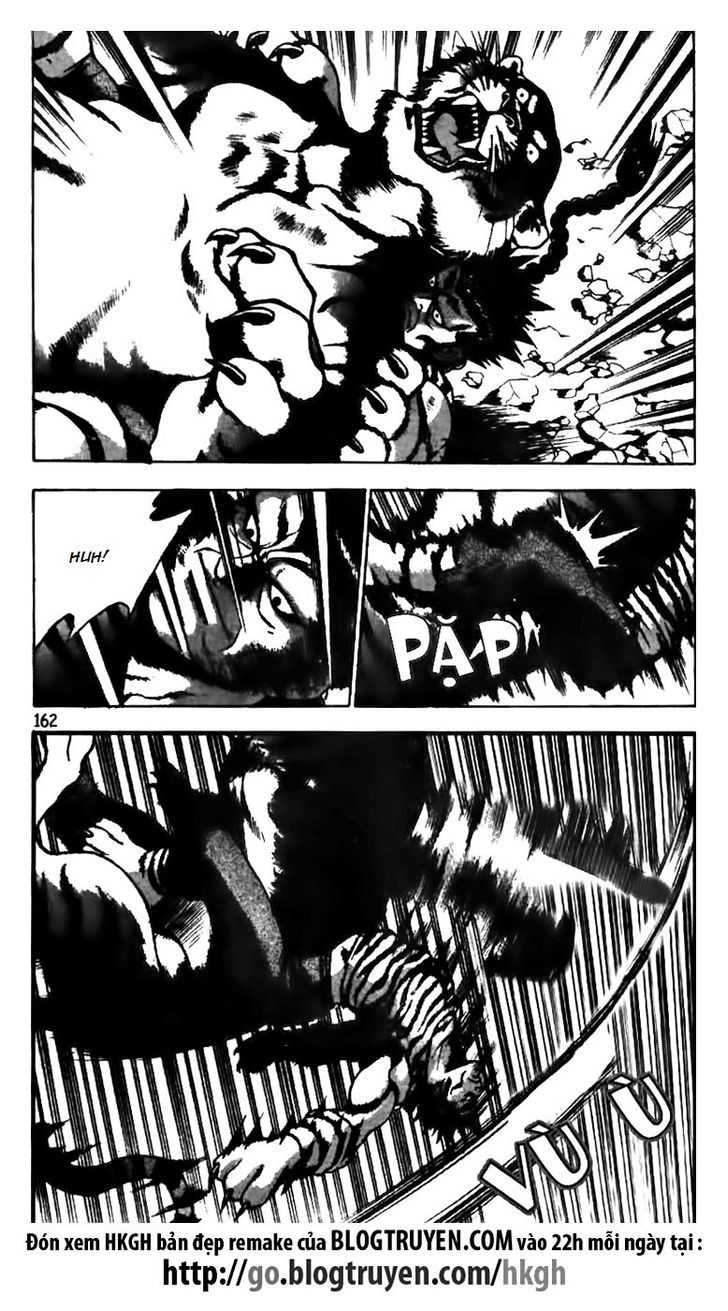 HUH!
PẶP
162
VÙ Ù
Đón xem HKGH bản đẹp remake của BLOGTRUYEN.COM vào 22h mỗi ngày tại :
http://go.blogtruyen.com/hkgh